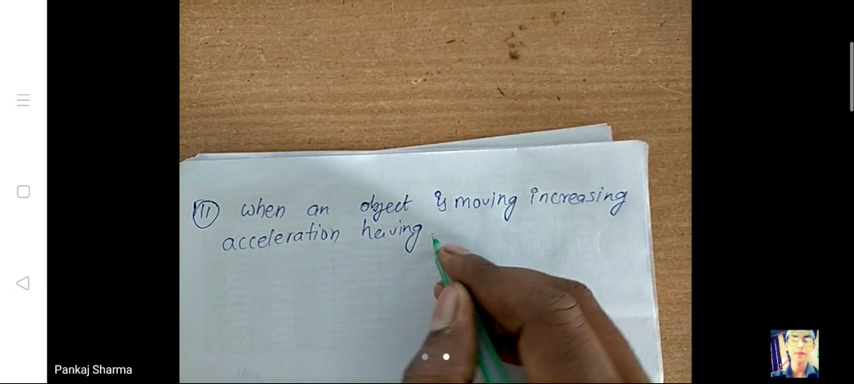 (11) when an object is moving increasing
acceleration having
Pankaj Sharma